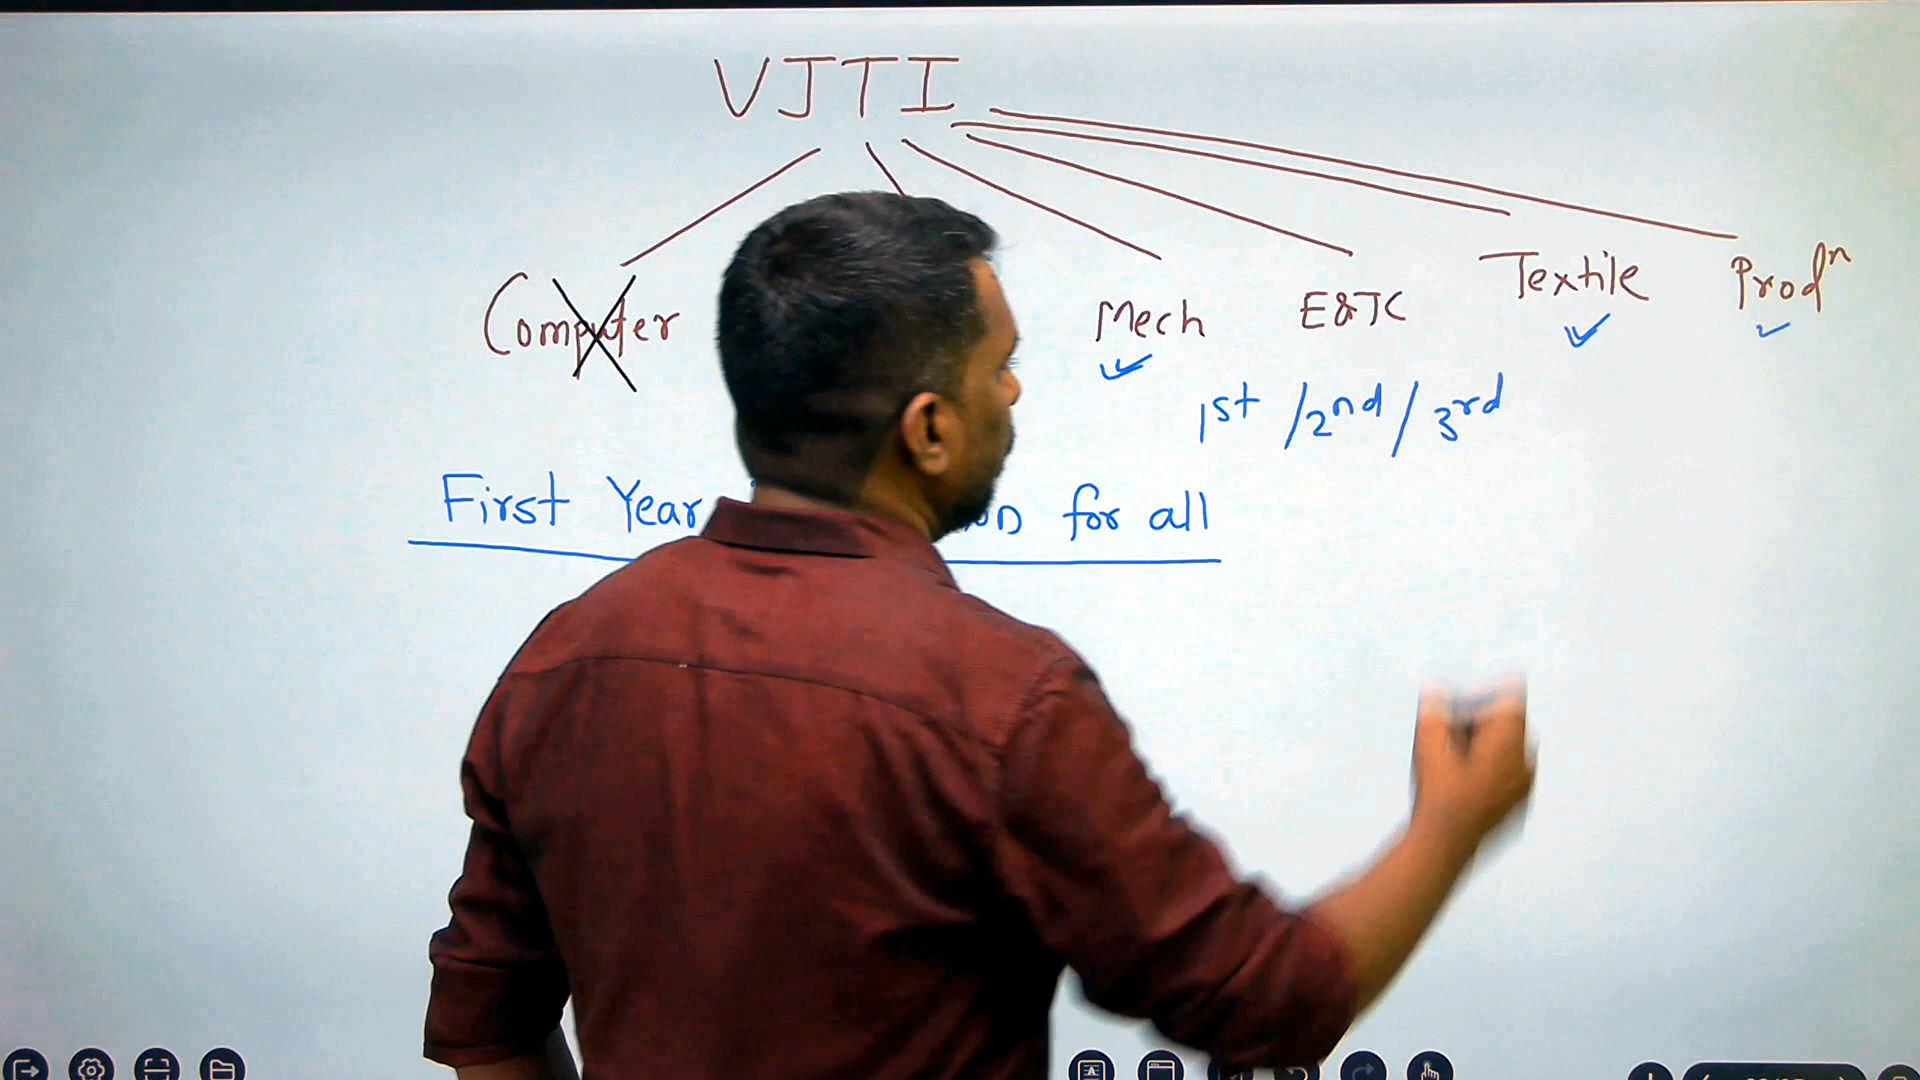 VJTI
Computer Mech E&TC Textile Prodn
1st / 2nd / 3rd
First Year for all